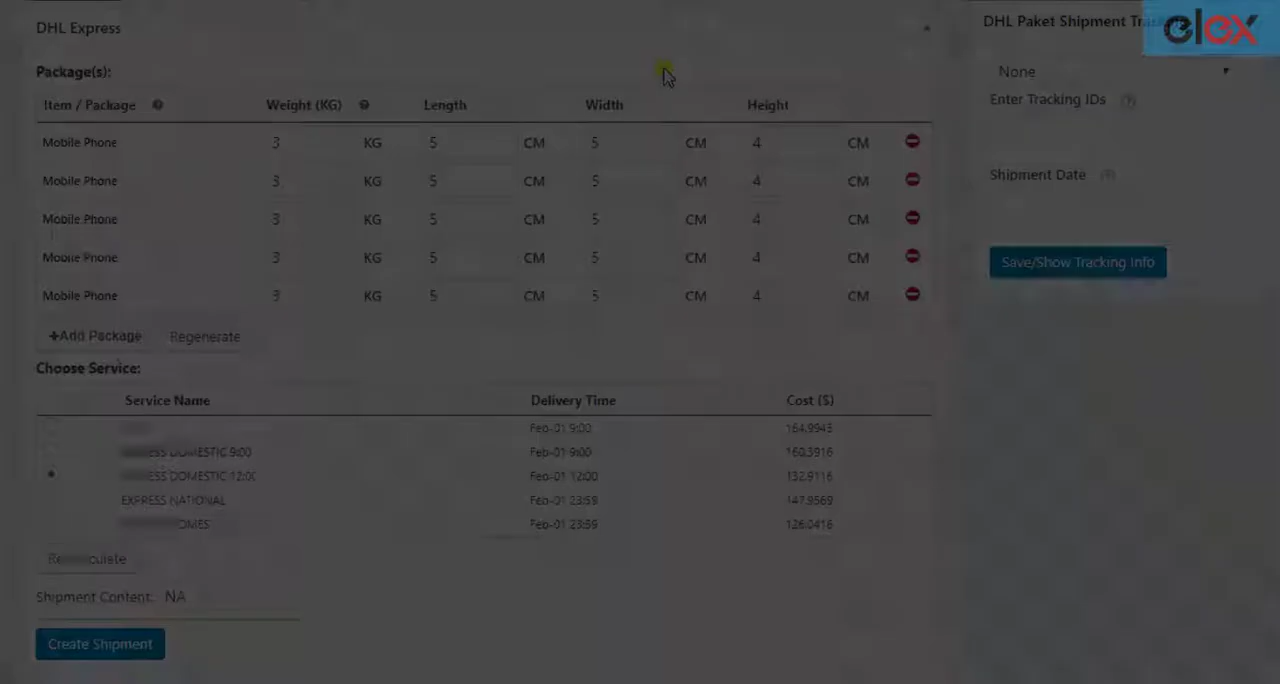 DHL Express
Package(s):
Item / Package Weight (KG) Length Width Height
Mobile Phone 3 KG 5 CM 5 CM 4 CM
Mobile Phone 3 KG 5 CM 5 CM 4 CM
Mobile Phone 3 KG 5 CM 5 CM 4 CM
Mobile Phone 3 KG 5 CM 5 CM 4 CM
Mobile Phone 3 KG 5 CM 5 CM 4 CM
+Add Package Regenerate
Choose Service:
Service Name Delivery Time Cost ($)
Feb-01 9:00 164.9943
DOMESTIC 9:00 Feb-01 9:00 160.3916
DOMESTIC 12:00 Feb-01 12:00 132.9116
EXPRESS NATIONAL Feb-01 23:59 147.9569
Feb-01 23:59 126.0416
Shipment Content: NA
Create Shipment
DHL Paket Shipment
elex
None
Enter Tracking IDs
Shipment Date
Save/Show Tracking Info